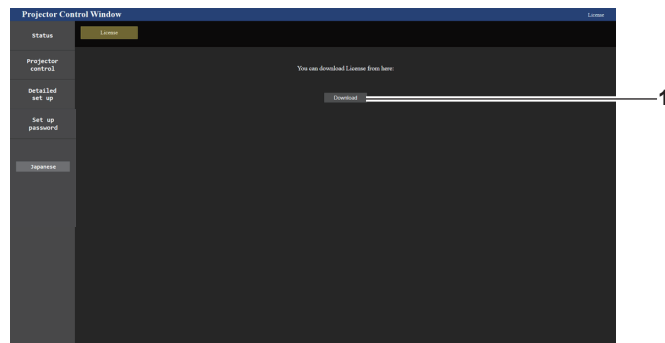 Projector Control Window
License
Status
License
Projector
control
You can download License from here:
Detailed
set up
Download
1
Set up
password
Japanese